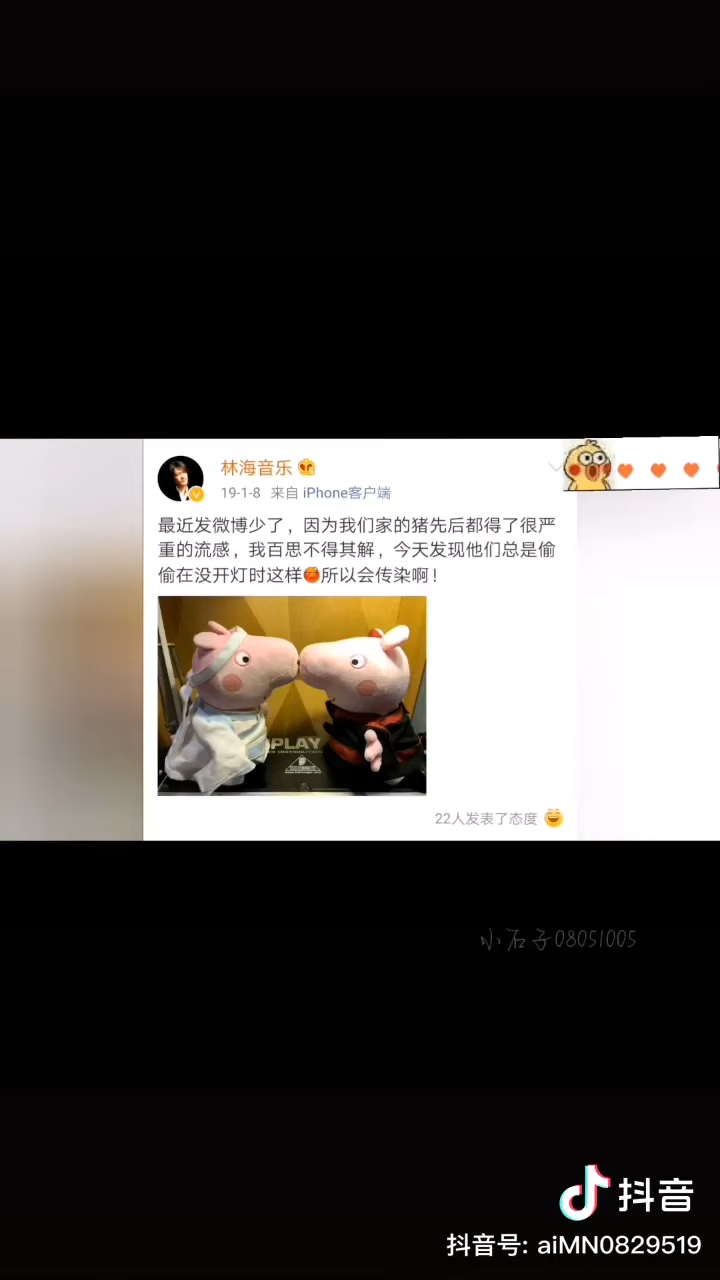 林海音乐
19-1-8 来自 iPhone客户端
最近发微博少了，因为我们家的猪先后都得了很严
重的流感，我百思不得其解，今天发现他们总是偷
偷在没开灯时这样所以会传染啊！
PLAY
22人发表了态度
小石子08051005
抖音
抖音号: aiMN0829519